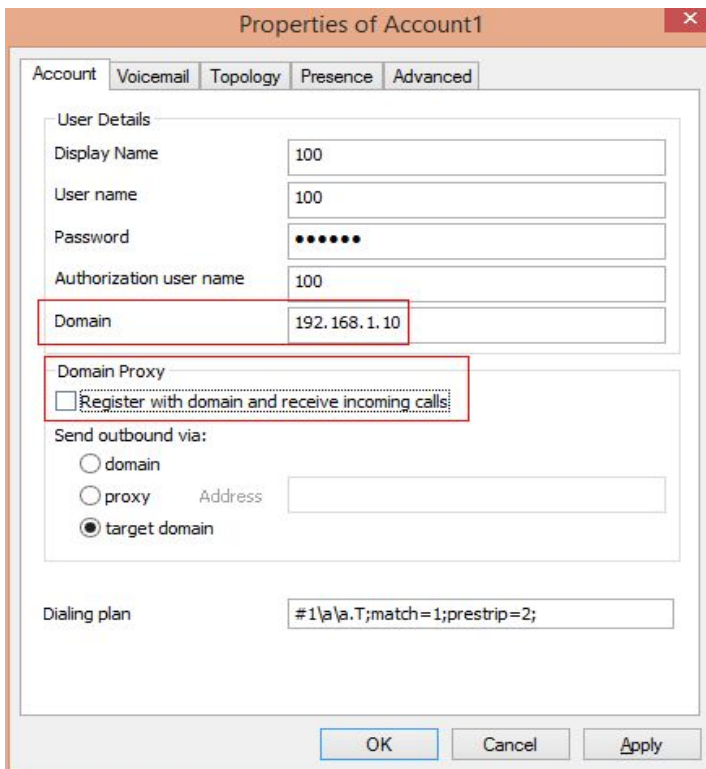 Properties of Account1
Account Voicemail Topology Presence Advanced
User Details
Display Name 100
User name 100
Password ●●●●●●
Authorization user name 100
Domain 192.168.1.10
Domain Proxy
Register with domain and receive incoming calls
Send outbound via:
domain
proxy Address
target domain
Dialing plan #1\a\a.T;match=1;prestrip=2;
OK Cancel Apply